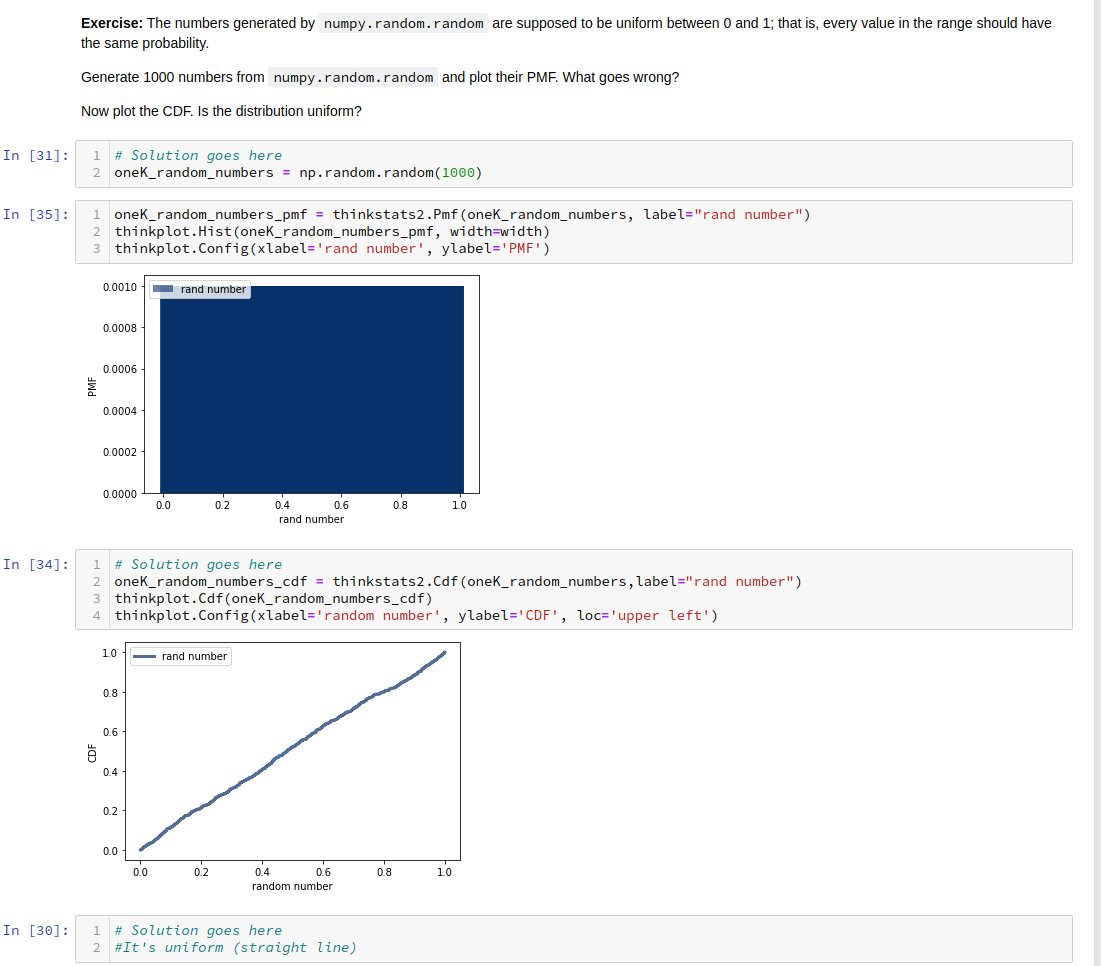 Exercise: The numbers generated by numpy.random.random are supposed to be uniform between 0 and 1; that is, every value in the range should have
the same probability.
Generate 1000 numbers from numpy.random.random and plot their PMF. What goes wrong?
Now plot the CDF. Is the distribution uniform?
In [31]:
1 # Solution goes here
2 oneK_random_numbers = np.random.random(1000)
In [35]:
1 oneK_random_numbers_pmf = thinkstats2.Pmf(oneK_random_numbers, label="rand number")
2 thinkplot.Hist(oneK_random_numbers_pmf, width=width)
3 thinkplot.Config(xlabel='rand number', ylabel='PMF')
rand number
0.0010
0.0008
0.0006
0.0004
0.0002
0.0000
PMF
0.0 0.2 0.4 0.6 0.8 1.0
rand number
In [34]:
1 # Solution goes here
2 oneK_random_numbers_cdf = thinkstats2.Cdf(oneK_random_numbers,label="rand number")
3 thinkplot.Cdf(oneK_random_numbers_cdf)
4 thinkplot.Config(xlabel='random number', ylabel='CDF', loc='upper left')
rand number
1.0
0.8
0.6
0.4
0.2
0.0
CDF
0.0 0.2 0.4 0.6 0.8 1.0
random number
In [30]:
1 # Solution goes here
2 #It's uniform (straight line)